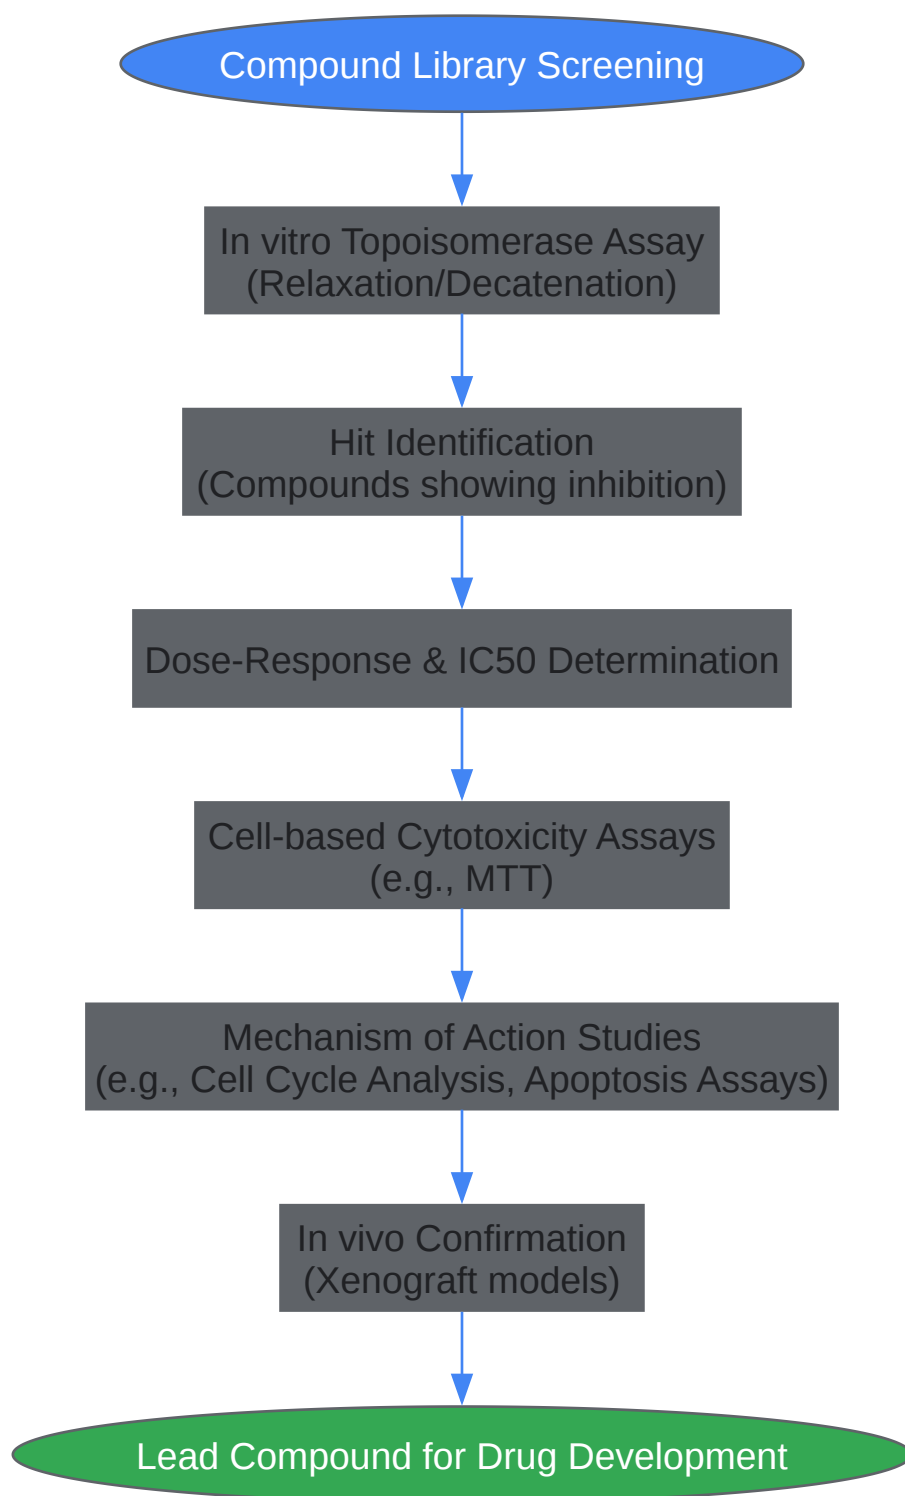 Compound Library Screening
In vitro Topoisomerase Assay
(Relaxation/Decatenation)
Hit Identification
(Compounds showing inhibition)
Dose-Response & IC50 Determination
Cell-based Cytotoxicity Assays
(e.g., MTT)
Mechanism of Action Studies
(e.g., Cell Cycle Analysis, Apoptosis Assays)
In vivo Confirmation
(Xenograft models)
Lead Compound for Drug Development